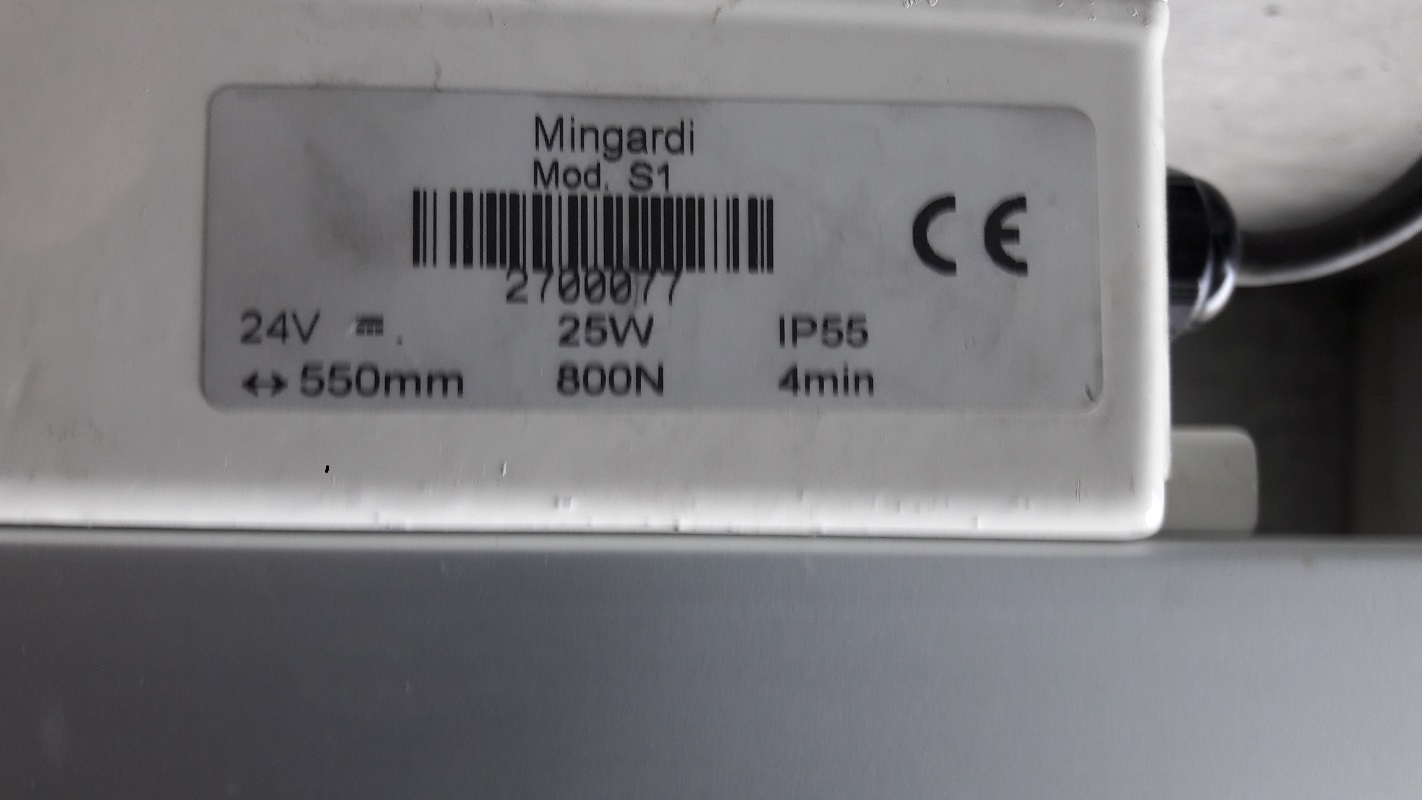 Mingardi
Mod. S1
CE
2700077
24V ⎓. 25W IP55
↔ 550mm 800N 4min